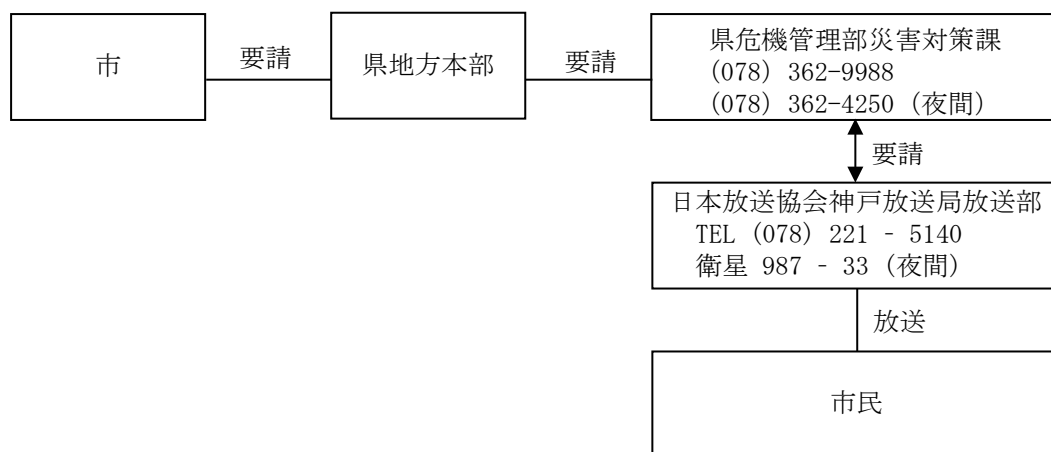 市
要請
県地方本部
要請
県危機管理部災害対策課
(078) 362-9988
(078) 362-4250 (夜間)
要請
日本放送協会神戸放送局放送部
TEL (078) 221 - 5140
衛星 987 - 33 (夜間)
放送
市民